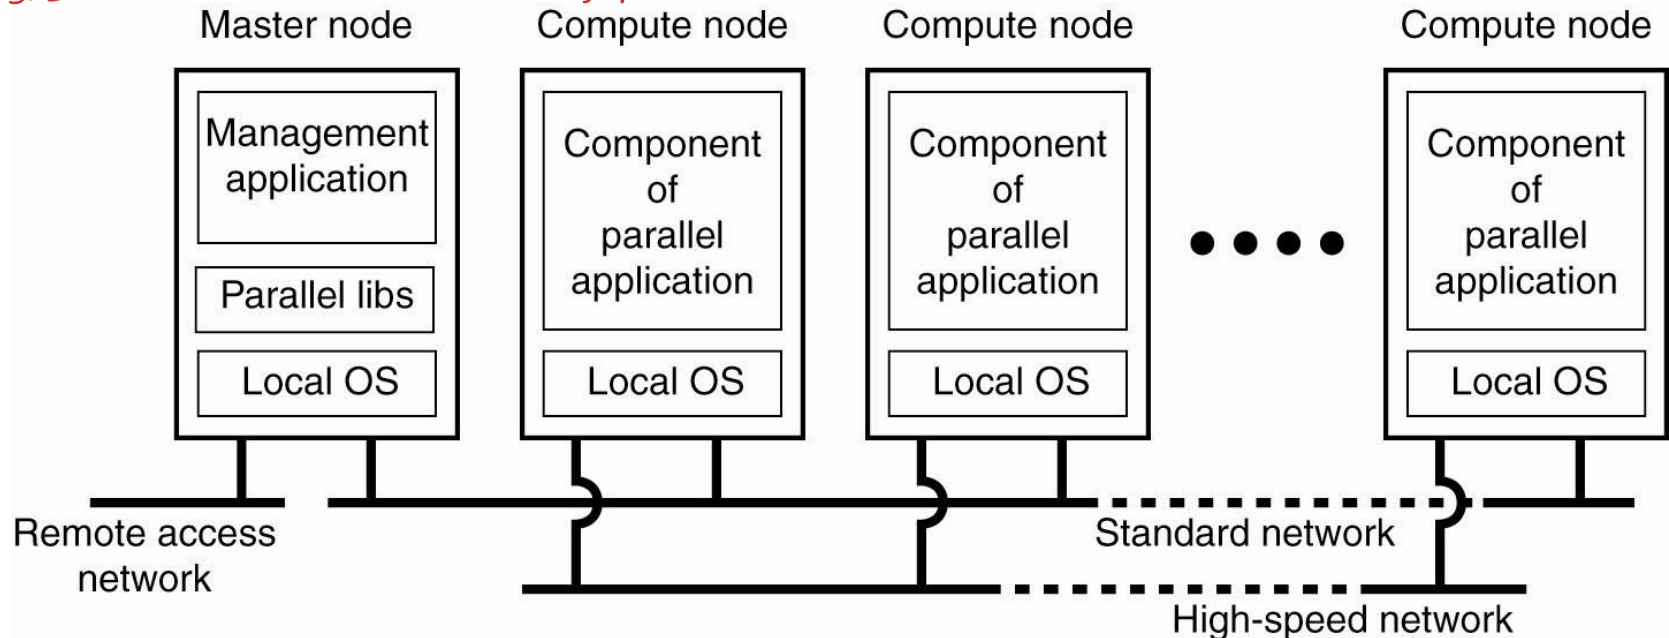 Master node
Compute node
Compute node
Compute node
Management
application
Parallel libs
Local OS
Component
of
parallel
application
Local OS
Component
of
parallel
application
Local OS
Component
of
parallel
application
Local OS
Remote access
network
Standard network
High-speed network